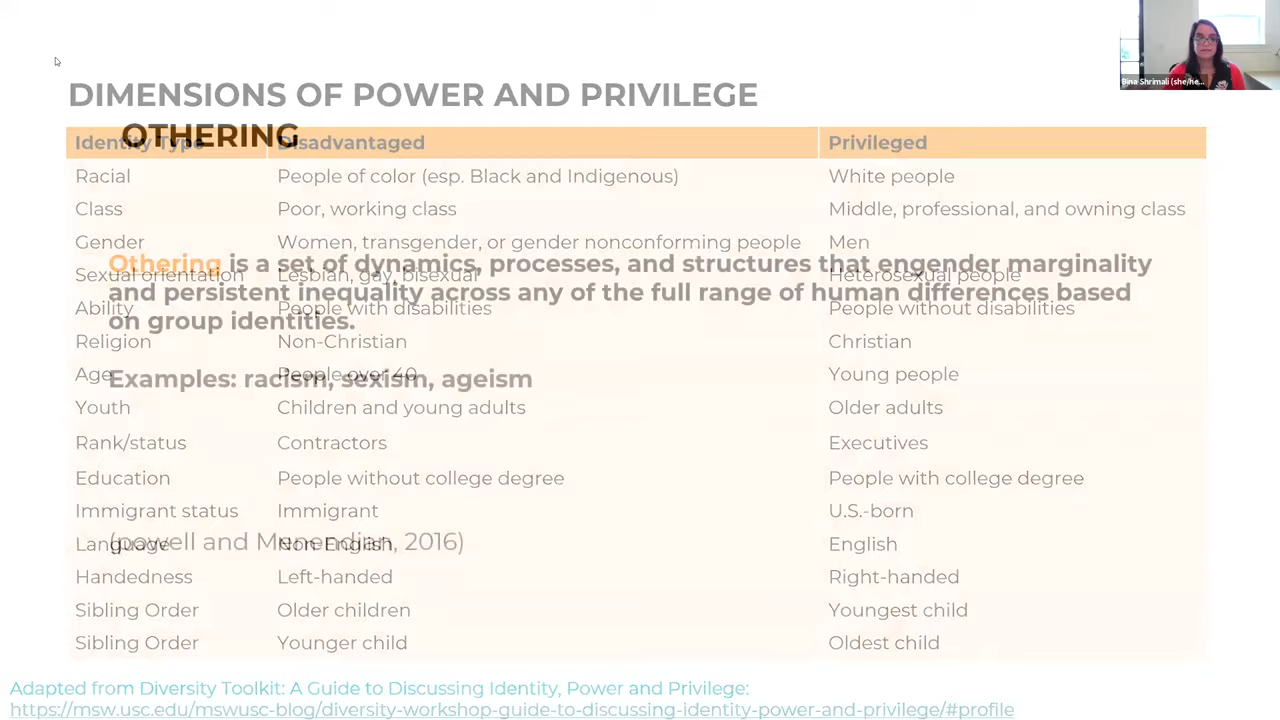 Bina Shrimali (she/he...
DIMENSIONS OF POWER AND PRIVILEGE
OTHERING
Identity Type Disadvantaged Privileged
Racial People of color (esp. Black and Indigenous) White people
Class Poor, working class Middle, professional, and owning class
Gender Women, transgender, or gender nonconforming people Men
Othering is a set of dynamics, processes, and structures that engender marginality
Sexual orientation Lesbian, gay, bisexual Heterosexual people
and persistent inequality across any of the full range of human differences based
Ability People with disabilities People without disabilities
on group identities.
Religion Non-Christian Christian
Age People over 40 Young people
Examples: racism, sexism, ageism
Youth Children and young adults Older adults
Rank/status Contractors Executives
Education People without college degree People with college degree
Immigrant status Immigrant U.S.-born
(powell and Menendian, 2016)
Language Non English English
Handedness Left-handed Right-handed
Sibling Order Older children Youngest child
Sibling Order Younger child Oldest child
Adapted from Diversity Toolkit: A Guide to Discussing Identity, Power and Privilege:
https://msw.usc.edu/mswusc-blog/diversity-workshop-guide-to-discussing-identity-power-and-privilege/#profile